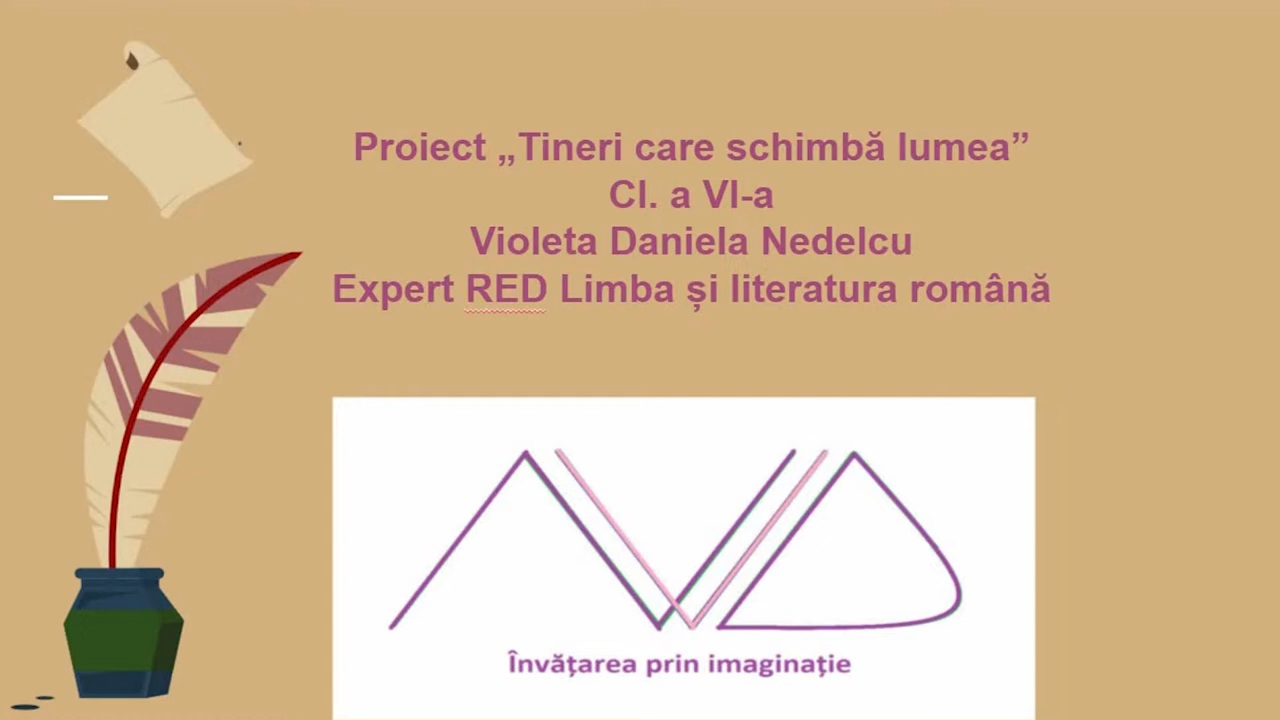 Proiect „Tineri care schimbă lumea”
Cl. a VI-a
Violeta Daniela Nedelcu
Expert RED Limba și literatura română
Învățarea prin imaginație